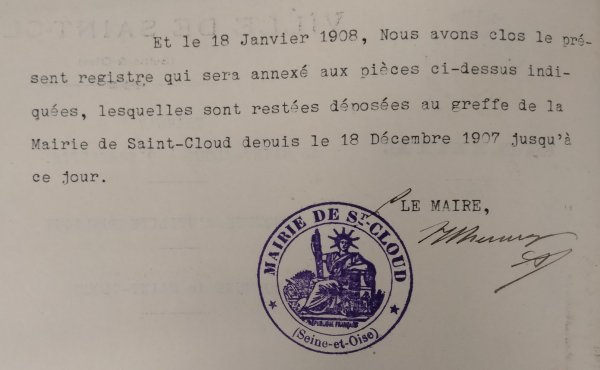 Et le 18 Janvier 1908, Nous avons clos le pré-
sent registre qui sera annexé aux pièces ci-dessus indi-
quées, lesquelles sont restées déposées au greffe de la
Mairie de Saint-Cloud depuis le 18 Décembre 1907 jusqu'à
ce jour.
LE MAIRE,
MAIRIE DE ST-CLOUD
RÉPUBLIQUE FRANÇAISE
(Seine-et-Oise)